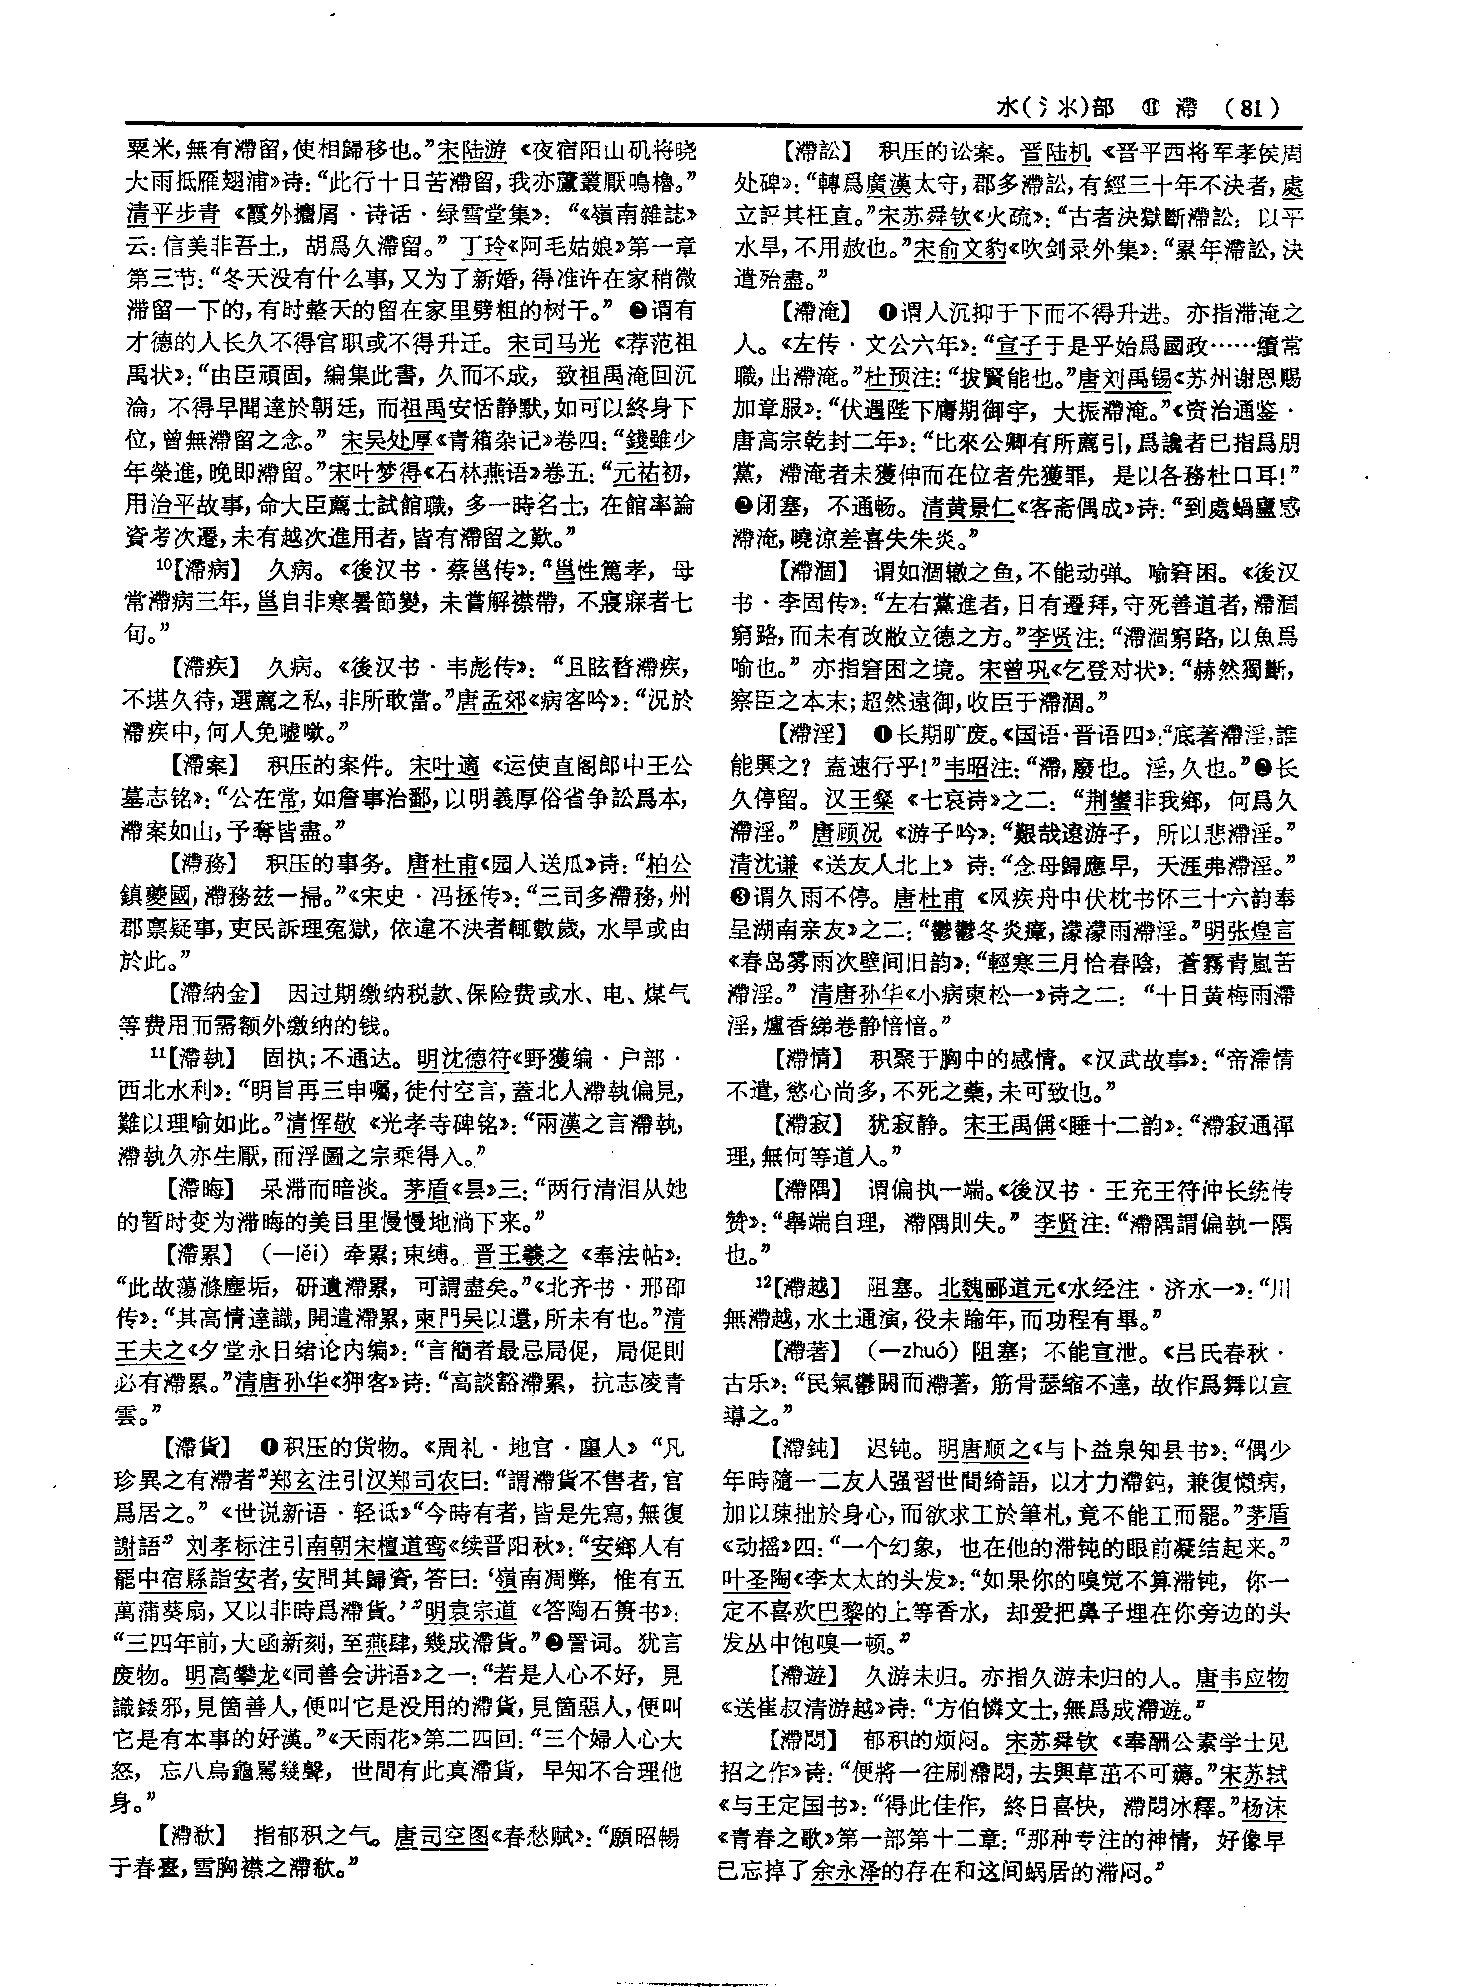 水(氵氺)部 ⑪ 滯 (81)
粟米,無有滯留,使相歸移也。”宋陆游《夜宿阳山矶将晓
大雨抵雁翅浦》诗:“此行十日苦滯留,我亦蘆叢厭鳴櫓。”
清平步青《霞外攟屑·诗话·绿雪堂集》:“《嶺南雜誌》
云:信美非吾土,胡爲久滯留。”丁玲《阿毛姑娘》第一章
第三节:“冬天没有什么事,又为了新婚,得准许在家稍微
滞留一下的,有时整天的留在家里劈粗的树干。”❷谓有
才德的人长久不得官职或不得升迁。宋司马光《荐范祖
禹状》:“由臣頑固,編集此書,久而不成,致祖禹淹回沉
淪,不得早聞達於朝廷,而祖禹安恬静默,如可以終身下
位,曾無滯留之念。”宋吴处厚《青箱杂记》卷四:“錢雖少
年榮進,晚即滯留。”宋叶梦得《石林燕语》卷五:“元祐初,
用治平故事,命大臣薦士試館職,多一時名士,在館率論
資考次遷,未有越次進用者,皆有滯留之歎。”
10【滯病】 久病。《後汉书·蔡邕传》:“邕性篤孝,母
常滯病三年,邕自非寒暑節變,未嘗解襟帶,不寢寐者七
旬。”
【滯疾】 久病。《後汉书·韦彪传》:“且眩瞀滯疾,
不堪久待,選薦之私,非所敢當。”唐孟郊《病客吟》:“況於
滯疾中,何人免噓嗽。”
【滯案】 积压的案件。宋叶適《运使直阁郎中王公
墓志铭》:“公在常,如詹事治鄱,以明義厚俗省争訟爲本,
滯案如山,予奪皆盡。”
【滯務】 积压的事务。唐杜甫《园人送瓜》诗:“柏公
鎮夔國,滯務兹一掃。”《宋史·冯拯传》:“三司多滯務,州
郡稟疑事,吏民訴理冤獄,依違不決者輒數歲,水旱或由
於此。”
【滯納金】 因过期缴纳税款、保险费或水、电、煤气
等费用而需额外缴纳的钱。
11【滯執】 固执;不通达。明沈德符《野獲编·户部·
西北水利》:“明旨再三申囑,徒付空言,蓋北人滯執偏見,
難以理喻如此。”清恽敬《光孝寺碑铭》:“兩漢之言滯執,
滯執久亦生厭,而浮圖之宗乘得入。”
【滯晦】 呆滞而暗淡。茅盾《昙》三:“两行清泪从她
的暂时变为滞晦的美目里慢慢地淌下来。”
【滯累】 (一lěi)牵累;束缚。晋王羲之《奉法帖》:
“此故蕩滌塵垢,研遣滯累,可謂盡矣。”《北齐书·邢卲
传》:“其高情達識,開遣滯累,東門吴以還,所未有也。”清
王夫之《夕堂永日绪论内编》:“言簡者最忌局促,局促則
必有滯累。”清唐孙华《狎客》诗:“高談豁滯累,抗志凌青
雲。”
【滯貨】 ❶积压的货物。《周礼·地官·廛人》“凡
珍異之有滯者”郑玄注引汉郑司农曰:“謂滯貨不售者,官
爲居之。”《世说新语·轻诋》“今時有者,皆是先寫,無復
謝語”刘孝标注引南朝宋檀道鸾《续晋阳秋》:“安鄉人有
罷中宿縣詣安者,安問其歸資,答曰:‘嶺南凋弊,惟有五
萬蒲葵扇,又以非時爲滯貨。’”明袁宗道《答陶石篑书》:
“三四年前,大函新刻,至燕肆,幾成滯貨。”❷詈词。犹言
废物。明高攀龙《同善会讲语》之一:“若是人心不好,見
識錗邪,見箇善人,便叫它是没用的滯貨,見箇惡人,便叫
它是有本事的好漢。”《天雨花》第二四回:“三个婦人心大
怒,忘八烏龜罵幾聲,世間有此真滯貨,早知不合理他
身。”
【滯欷】 指郁积之气。唐司空图《春愁赋》:“願昭暢
于春臺,雪胸襟之滯欷。”
【滯訟】 积压的讼案。晋陆机《晋平西将军孝侯周
处碑》:“轉爲廣漢太守,郡多滯訟,有經三十年不決者,處
立評其枉直。”宋苏舜钦《火疏》:“古者決獄斷滯訟,以平
水旱,不用赦也。”宋俞文豹《吹剑录外集》:“累年滯訟,決
遣殆盡。”
【滯淹】 ❶谓人沉抑于下而不得升进。亦指滞淹之
人。《左传·文公六年》:“宣子于是乎始爲國政……續常
職,出滯淹。”杜预注:“拔賢能也。”唐刘禹锡《苏州谢恩赐
加章服》:“伏遇陛下膺期御宇,大振滯淹。”《资治通鉴·
唐高宗乾封二年》:“比來公卿有所薦引,爲讒者已指爲朋
黨,滯淹者未獲伸而在位者先獲罪,是以各務杜口耳!”
❷闭塞,不通畅。清黄景仁《客斋偶成》诗:“到處蝸廬感
滯淹,曉涼差喜失朱炎。”
【滯涸】 谓如涸辙之鱼,不能动弹。喻窘困。《後汉
书·李固传》:“左右黨進者,日有遷拜,守死善道者,滯涸
窮路,而未有改敝立德之方。”李贤注:“滯涸窮路,以魚爲
喻也。”亦指窘困之境。宋曾巩《乞登对状》:“赫然獨斷,
察臣之本末;超然遠御,收臣于滯涸。”
【滯淫】 ❶长期旷废。《国语·晋语四》:“底著滯淫,誰
能興之?盍速行乎!”韦昭注:“滯,廢也。淫,久也。”❷长
久停留。汉王粲《七哀诗》之二:“荆蠻非我鄉,何爲久
滯淫。”唐顾况《游子吟》:“艱哉遠游子,所以悲滯淫。”
清沈谦《送友人北上》诗:“念母歸應早,天涯弗滯淫。”
❸谓久雨不停。唐杜甫《风疾舟中伏枕书怀三十六韵奉
呈湖南亲友》之二:“鬱鬱冬炎瘴,濛濛雨滯淫。”明张煌言
《春岛雾雨次壁间旧韵》:“輕寒三月恰春陰,蒼霧青嵐苦
滯淫。”清唐孙华《小病柬松一》诗之二:“十日黄梅雨滯
淫,爐香綈卷静愔愔。”
【滯情】 积聚于胸中的感情。《汉武故事》:“帝滯情
不遣,慾心尚多,不死之藥,未可致也。”
【滯寂】 犹寂静。宋王禹偁《睡十二韵》:“滯寂通禪
理,無何等道人。”
【滯隅】 谓偏执一端。《後汉书·王充王符仲长统传
赞》:“舉端自理,滯隅則失。”李贤注:“滯隅謂偏執一隅
也。”
12【滯越】 阻塞。北魏郦道元《水经注·济水一》:“川
無滯越,水土通演,役未踰年,而功程有畢。”
【滯著】 (一zhuó)阻塞;不能宣泄。《吕氏春秋·
古乐》:“民氣鬱閼而滯著,筋骨瑟縮不達,故作爲舞以宣
導之。”
【滯鈍】 迟钝。明唐顺之《与卜益泉知县书》:“偶少
年時隨一二友人强習世間綺語,以才力滯鈍,兼復懶病,
加以疎拙於身心,而欲求工於筆札,竟不能工而罷。”茅盾
《动摇》四:“一个幻象,也在他的滞钝的眼前凝结起来。”
叶圣陶《李太太的头发》:“如果你的嗅觉不算滞钝,你一
定不喜欢巴黎的上等香水,却爱把鼻子埋在你旁边的头
发丛中饱嗅一顿。”
【滯遊】 久游未归。亦指久游未归的人。唐韦应物
《送崔叔清游越》诗:“方伯憐文士,無爲成滯遊。”
【滯悶】 郁积的烦闷。宋苏舜钦《奉酬公素学士见
招之作》诗:“便將一往刷滯悶,去興草茁不可薅。”宋苏轼
《与王定国书》:“得此佳作,終日喜快,滯悶冰釋。”杨沫
《青春之歌》第一部第十二章:“那种专注的神情,好像早
已忘掉了余永泽的存在和这间蜗居的滞闷。”